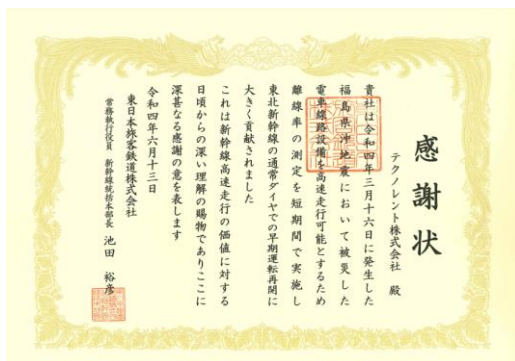 感謝状
テクノレント株式会社 殿
貴社は令和四年三月十六日に発生した
福島県沖地震において被災した
電車線路設備を高速走行可能とするため
離線率の測定を短期間で実施し
東北新幹線の通常ダイヤでの早期運転再開に
大きく貢献されました
これは新幹線高速走行の価値に対する
日頃からの深い理解の賜物でありここに
深甚なる感謝の意を表します
令和四年六月十三日
東日本旅客鉄道株式会社
常務執行役員 新幹線統括本部長 池田 裕彦